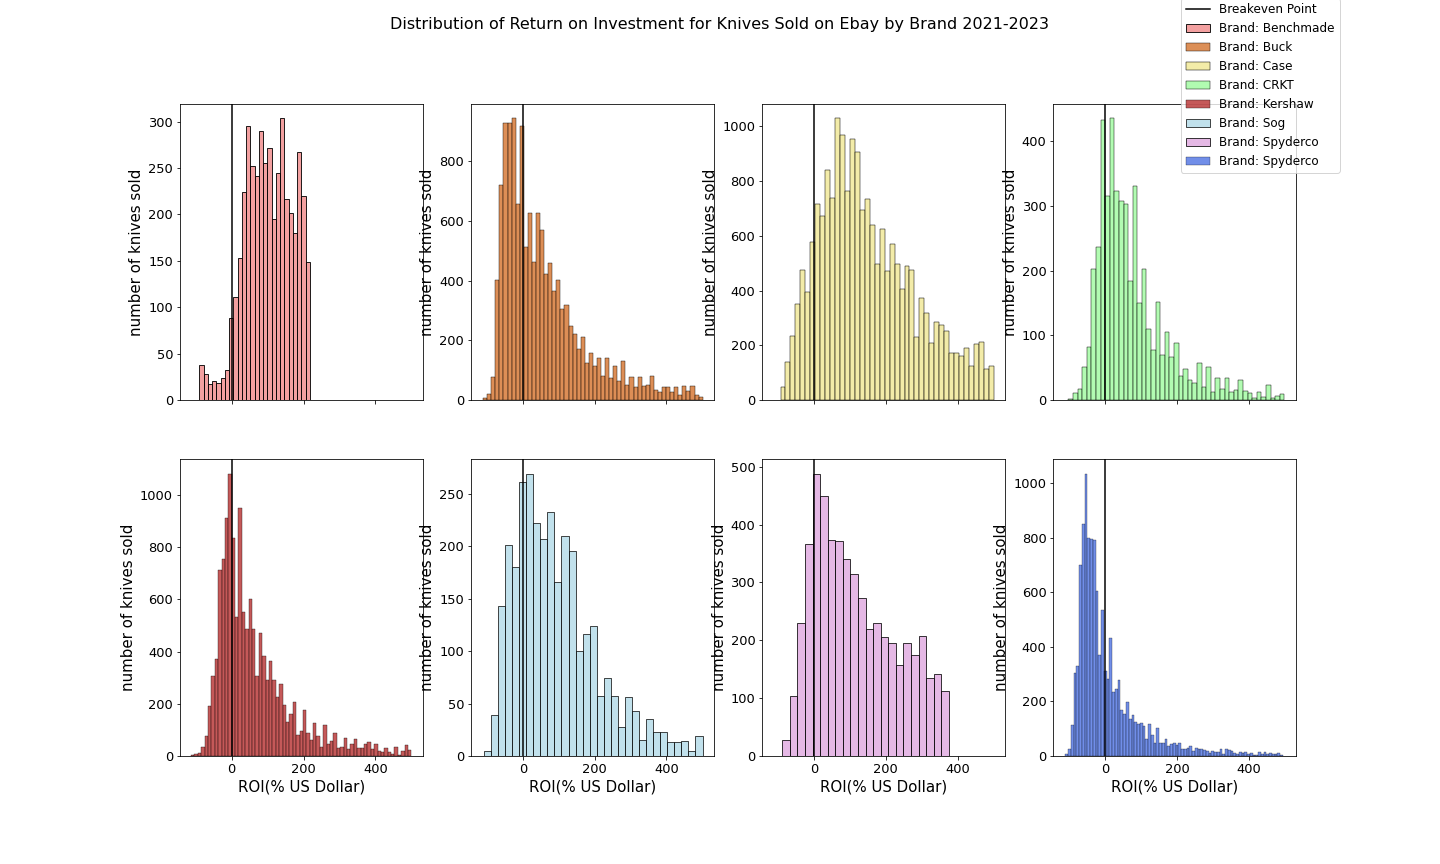 Distribution of Return on Investment for Knives Sold on Ebay by Brand 2021-2023
Breakeven Point
Brand: Benchmade
Brand: Buck
Brand: Case
Brand: CRKT
Brand: Kershaw
Brand: Sog
Brand: Spyderco
Brand: Spyderco
number of knives sold
300
250
200
150
100
50
0
number of knives sold
800
600
400
200
0
number of knives sold
1000
800
600
400
200
0
number of knives sold
400
300
200
100
0
number of knives sold
1000
800
600
400
200
0
0 200 400
ROI(% US Dollar)
number of knives sold
250
200
150
100
50
0
0 200 400
ROI(% US Dollar)
number of knives sold
500
400
300
200
100
0
0 200 400
ROI(% US Dollar)
number of knives sold
1000
800
600
400
200
0
0 200 400
ROI(% US Dollar)